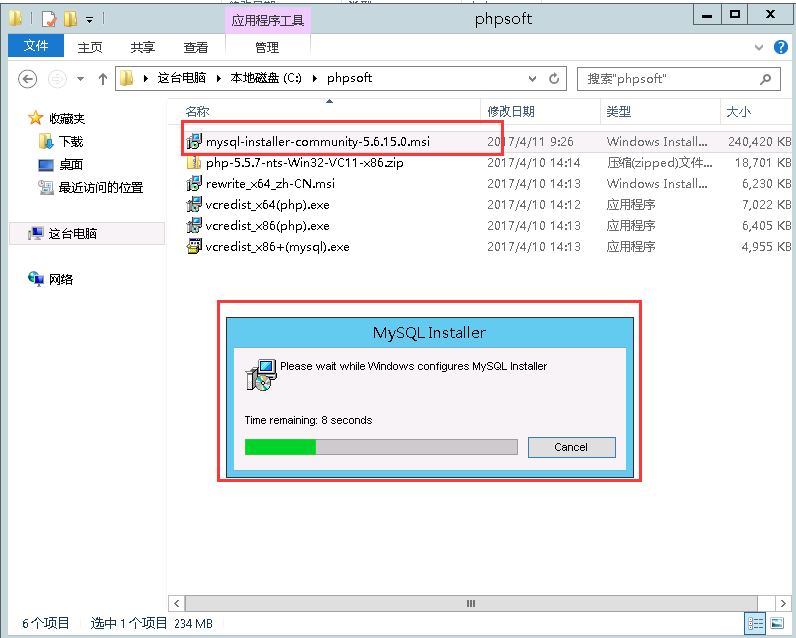 应用程序工具
phpsoft
文件 主页 共享 查看 管理
这台电脑 本地磁盘 (C:) phpsoft
搜索"phpsoft"
收藏夹
下载
桌面
最近访问的位置
这台电脑
网络
名称 修改日期 类型 大小
mysql-installer-community-5.6.15.0.msi 2017/4/11 9:26 Windows Install... 240,420 KB
php-5.5.7-nts-Win32-VC11-x86.zip 2017/4/10 14:14 压缩(zipped)文件... 18,701 KB
rewrite_x64_zh-CN.msi 2017/4/10 14:13 Windows Install... 6,230 KB
vcredist_x64(php).exe 2017/4/10 14:12 应用程序 7,022 KB
vcredist_x86(php).exe 2017/4/10 14:13 应用程序 6,405 KB
vcredist_x86+(mysql).exe 2017/4/10 14:13 应用程序 4,955 KB
MySQL Installer
Please wait while Windows configures MySQL Installer
Time remaining: 8 seconds
Cancel
6 个项目 选中 1 个项目 234 MB